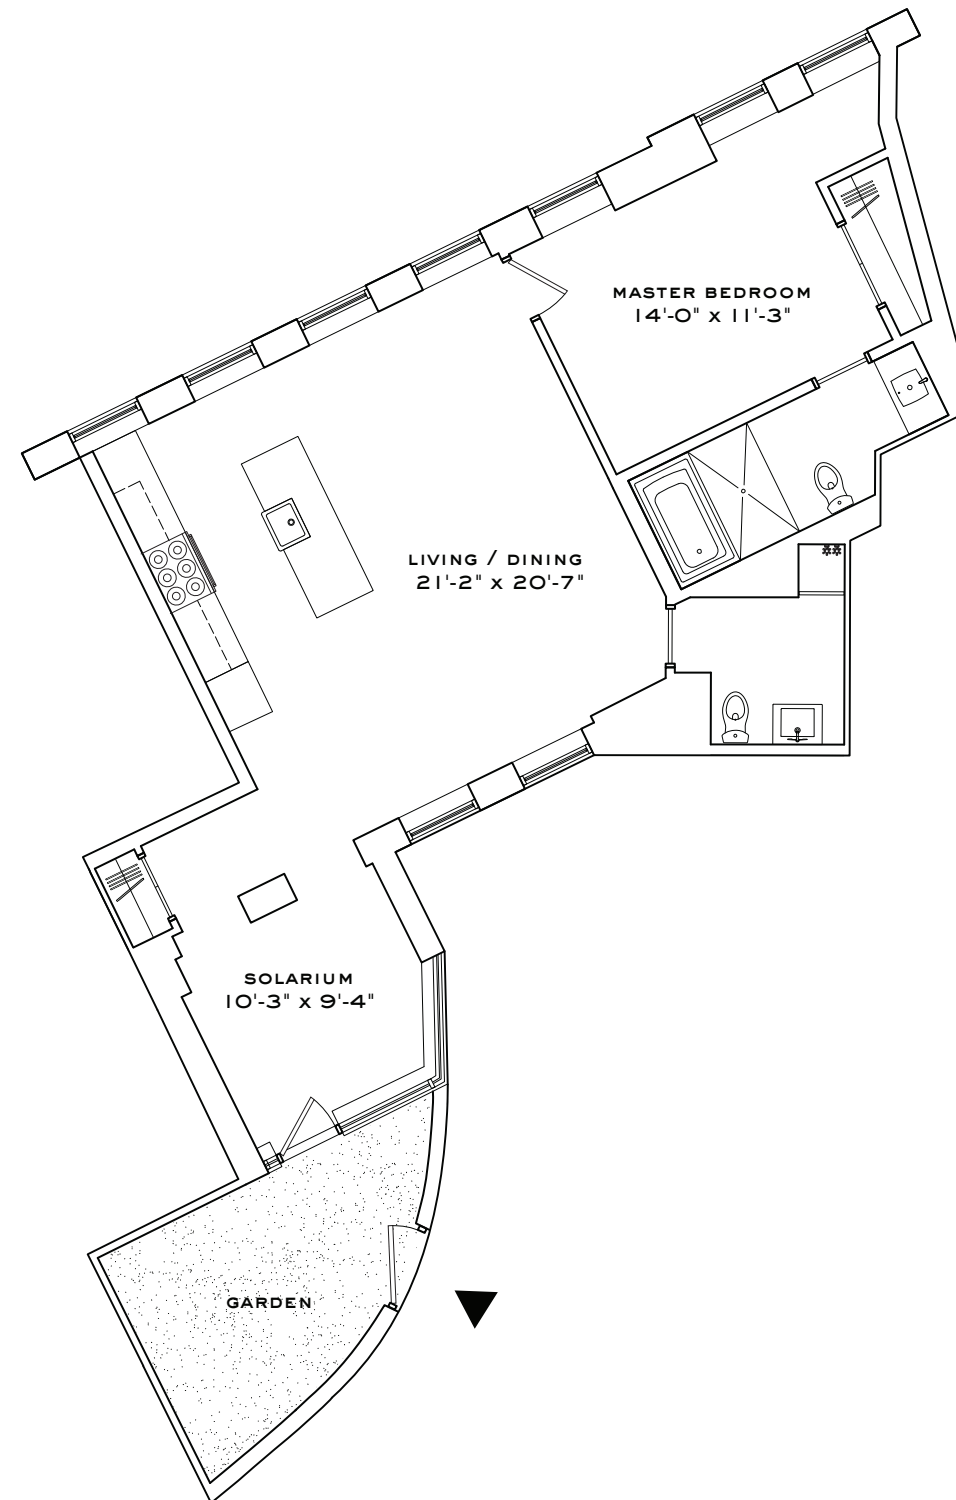 MASTER BEDROOM
14'-0" x 11'-3"
LIVING / DINING
21'-2" x 20'-7"
SOLARIUM
10'-3" x 9'-4"
GARDEN